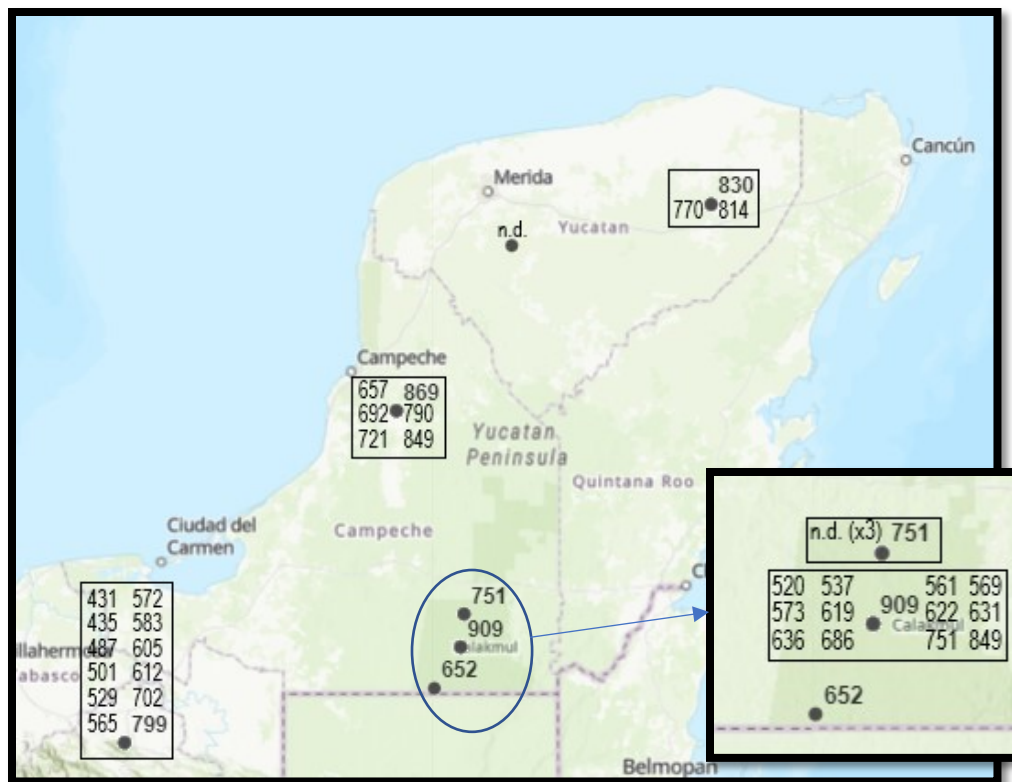 Cancún
Merida
830
770 814
n.d.
Yucatan
Campeche
657 869
692 790
721 849
Yucatan
Peninsula
Quintana Roo
Ciudad del
Carmen
Campeche
431 572
435 583
487 605
501 612
529 702
565 799
abasco
751
909
alakmul
652
n.d. (x3) 751
520 537 561 569
573 619 909 622 631
Calakmul
636 686 751 849
652
Belmopan